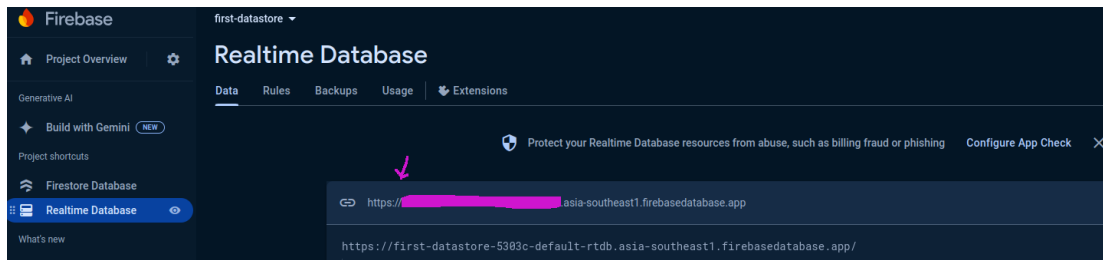 Firebase
first-datastore
Project Overview
Realtime Database
Generative AI
Data Rules Backups Usage Extensions
Build with Gemini NEW
Protect your Realtime Database resources from abuse, such as billing fraud or phishing Configure App Check
Project shortcuts
Firestore Database
Realtime Database
https://
.asia-southeast1.firebasedatabase.app
What's new
https://first-datastore-5303c-default-rtdb.asia-southeast1.firebasedatabase.app/